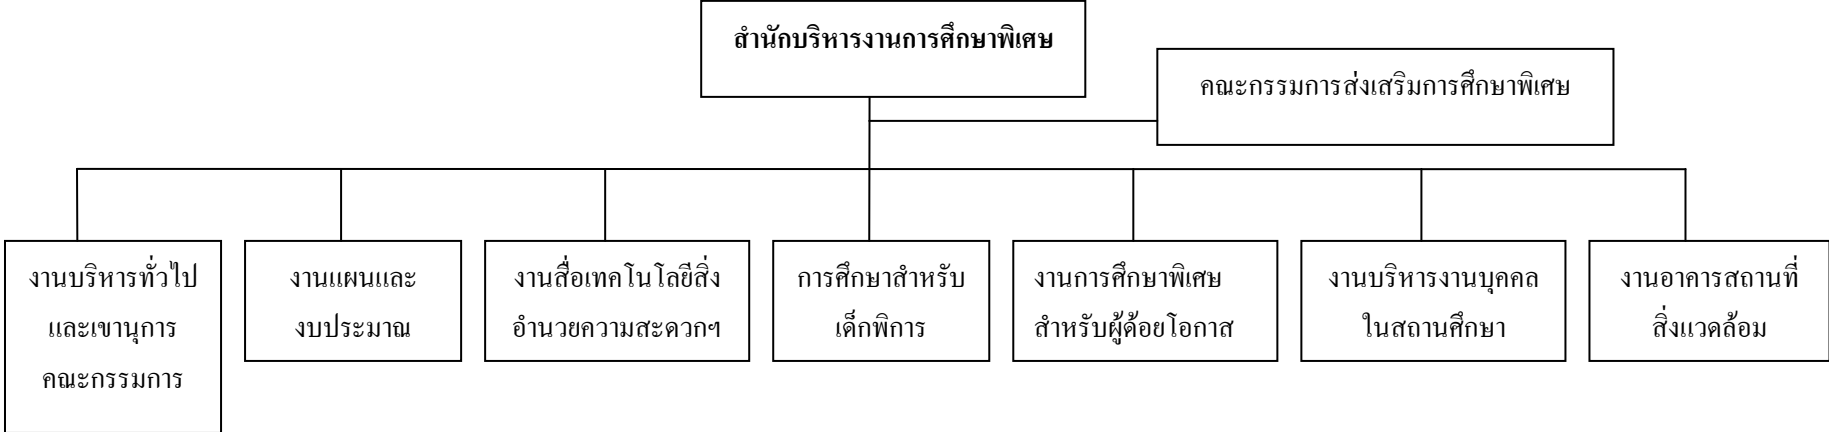 สำนักบริหารงานการศึกษาพิเศษ
คณะกรรมการส่งเสริมการศึกษาพิเศษ
งานบริหารทั่วไป
และเขานุการ
คณะกรรมการ
งานแผนและ
งบประมาณ
งานสื่อเทคโนโลยีสิ่ง
อำนวยความสะดวกฯ
การศึกษาสำหรับ
เด็กพิการ
งานการศึกษาพิเศษ
สำหรับผู้ด้อยโอกาส
งานบริหารงานบุคคล
ในสถานศึกษา
งานอาคารสถานที่
สิ่งแวดล้อม